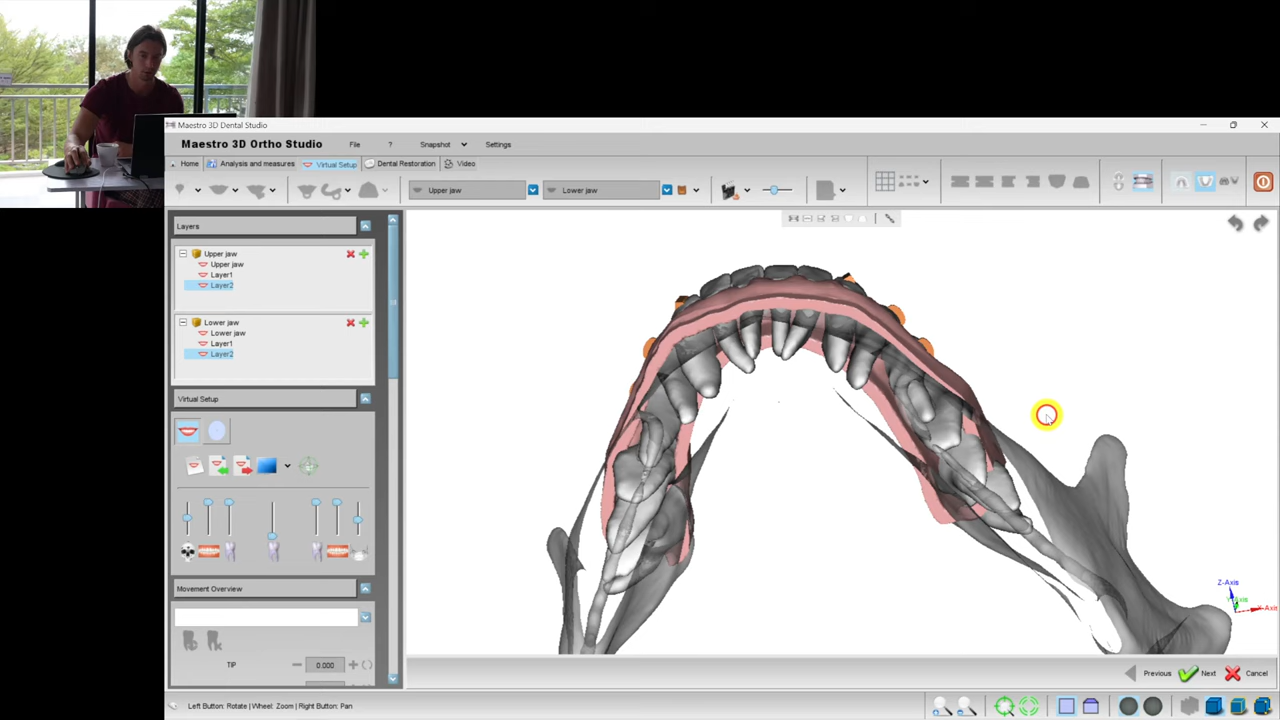 Maestro 3D Dental Studio
Maestro 3D Ortho Studio
File
?
Snapshot
Settings
Home
Analysis and measures
Virtual Setup
Dental Restoration
Video
Upper jaw
Lower jaw
Layers
Upper jaw
Upper jaw
Layer1
Layer2
Lower jaw
Lower jaw
Layer1
Layer2
Virtual Setup
Movement Overview
TIP
0.000
Z-Axis
Y-Axis
X Axis
Previous
Next
Cancel
Left Button: Rotate | Wheel: Zoom | Right Button: Pan